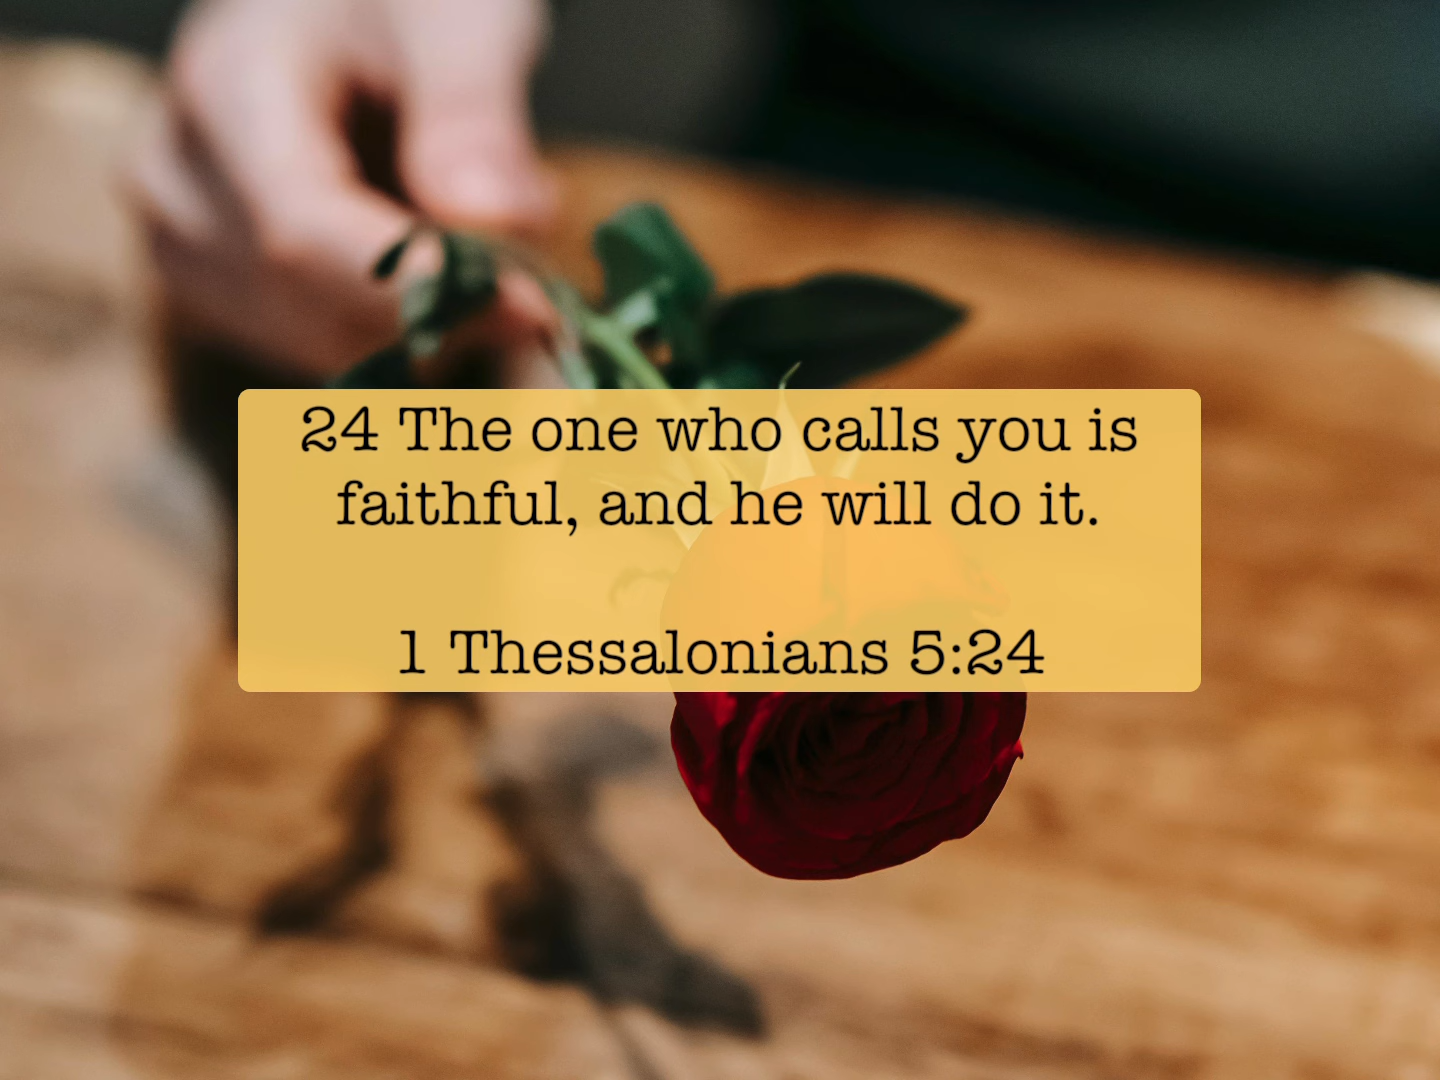 24 The one who calls you is
faithful, and he will do it.
1 Thessalonians 5:24